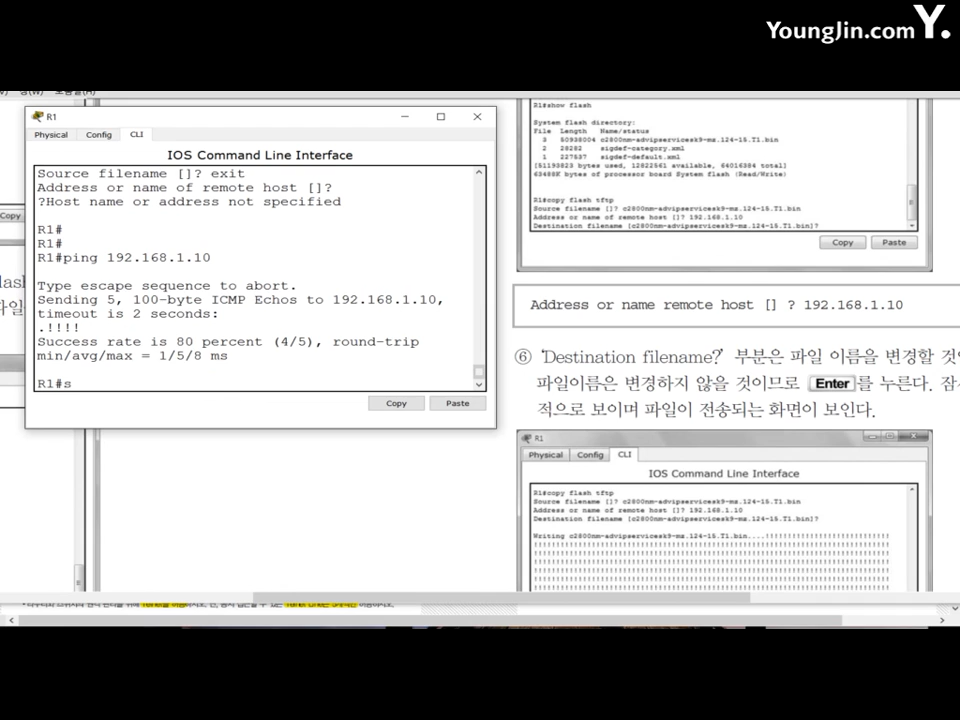 YoungJin.com Y.
R1
Physical Config CLI
IOS Command Line Interface
Source filename []? exit
Address or name of remote host []?
?Host name or address not specified
R1#
R1#
R1#ping 192.168.1.10
Type escape sequence to abort.
Sending 5, 100-byte ICMP Echos to 192.168.1.10,
timeout is 2 seconds:
.!!!!
Success rate is 80 percent (4/5), round-trip
min/avg/max = 1/5/8 ms
R1#s
Copy Paste
Copy
R1#show flash
System flash directory:
File Length Name/status
3 50938004 c2800nm-advipservicesk9-mz.124-15.T1.bin
2 28282 sigdef-category.xml
1 227537 sigdef-default.xml
[51193823 bytes used, 12822561 available, 64016384 total]
63488K bytes of processor board System flash (Read/Write)
R1#copy flash tftp
Source filename []? c2800nm-advipservicesk9-mz.124-15.T1.bin
Address or name of remote host []? 192.168.1.10
Destination filename [c2800nm-advipservicesk9-mz.124-15.T1.bin]?
Copy Paste
Address or name remote host [] ? 192.168.1.10
⑥ 'Destination filename?' 부분은 파일 이름을 변경할 것
파일이름은 변경하지 않을 것이므로 Enter 를 누른다. 잠
적으로 보이며 파일이 전송되는 화면이 보인다.
R1
Physical Config CLI
IOS Command Line Interface
R1#copy flash tftp
Source filename []? c2800nm-advipservicesk9-mz.124-15.T1.bin
Address or name of remote host []? 192.168.1.10
Destination filename [c2800nm-advipservicesk9-mz.124-15.T1.bin]?
Writing c2800nm-advipservicesk9-mz.124-15.T1.bin....!!!!!!!!!!!!!!!!!!!!!!!!!!!!!!